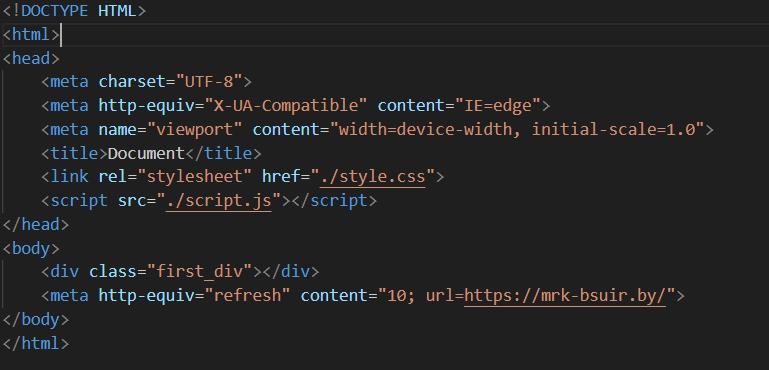 <!DOCTYPE HTML>
<html>
<head>
    <meta charset="UTF-8">
    <meta http-equiv="X-UA-Compatible" content="IE=edge">
    <meta name="viewport" content="width=device-width, initial-scale=1.0">
    <title>Document</title>
    <link rel="stylesheet" href="./style.css">
    <script src="./script.js"></script>
</head>
<body>
    <div class="first_div"></div>
    <meta http-equiv="refresh" content="10; url=https://mrk-bsuir.by/">
</body>
</html>